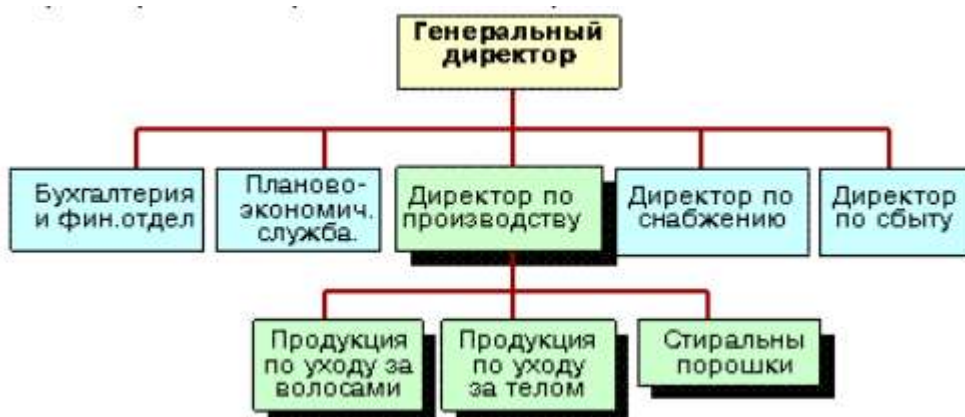 Генеральный
директор
Бухгалтерия
и фин.отдел
Планово-
экономич.
служба.
Директор по
производству
Директор по
снабжению
Директор
по сбыту
Продукция
по уходу за
волосами
Продукция
по уходу
за телом
Стиральны
порошки